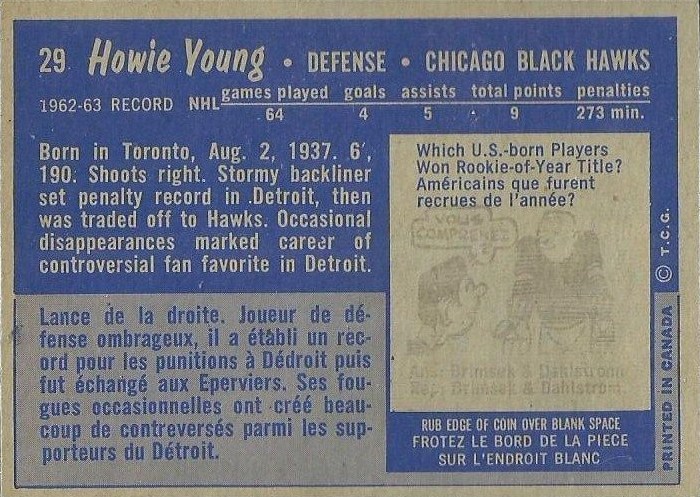 29 Howie Young • DEFENSE • CHICAGO BLACK HAWKS
games played goals assists total points penalties
1962-63 RECORD NHL 64 4 5 9 273 min.
Born in Toronto, Aug. 2, 1937. 6',
190. Shoots right. Stormy backliner
set penalty record in Detroit, then
was traded off to Hawks. Occasional
disappearances marked career of
controversial fan favorite in Detroit.
Lance de la droite. Joueur de dé-
fense ombrageux, il a établi un rec-
ord pour les punitions à Dédroit puis
fut échangé aux Eperviers. Ses fou-
gues occasionnelles ont créé beau-
coup de contreversés parmi les sup-
porteurs du Détroit.
Which U.S.-born Players
Won Rookie-of-Year Title?
Américains que furent
recrues de l'année?
VOUS
COMPRENEZ
Ans: Brimsek & Dahlstrom
Rep: Brimsek & Dahlstrom
RUB EDGE OF COIN OVER BLANK SPACE
FROTEZ LE BORD DE LA PIECE
SUR L'ENDROIT BLANC
© T.C.G.
PRINTED IN CANADA